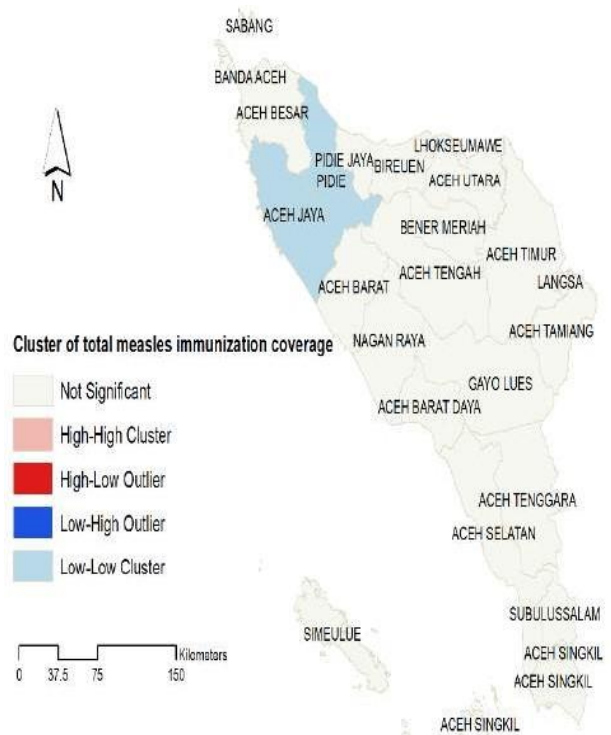 SABANG
BANDA ACEH
ACEH BESAR
LHOKSEUMAWE
PIDIE JAYA
BIREUEN
PIDIE
ACEH UTARA
ACEH JAYA
BENER MERIAH
ACEH TIMUR
ACEH TENGAH
ACEH BARAT
LANGSA
ACEH TAMIANG
NAGAN RAYA
GAYO LUES
ACEH BARAT DAYA
ACEH TENGGARA
ACEH SELATAN
SUBULUSSALAM
SIMEULUE
ACEH SINGKIL
ACEH SINGKIL
ACEH SINGKIL
N
Cluster of total measles immunization coverage
Not Significant
High-High Cluster
High-Low Outlier
Low-High Outlier
Low-Low Cluster
Kilometers
0 37.5 75 150